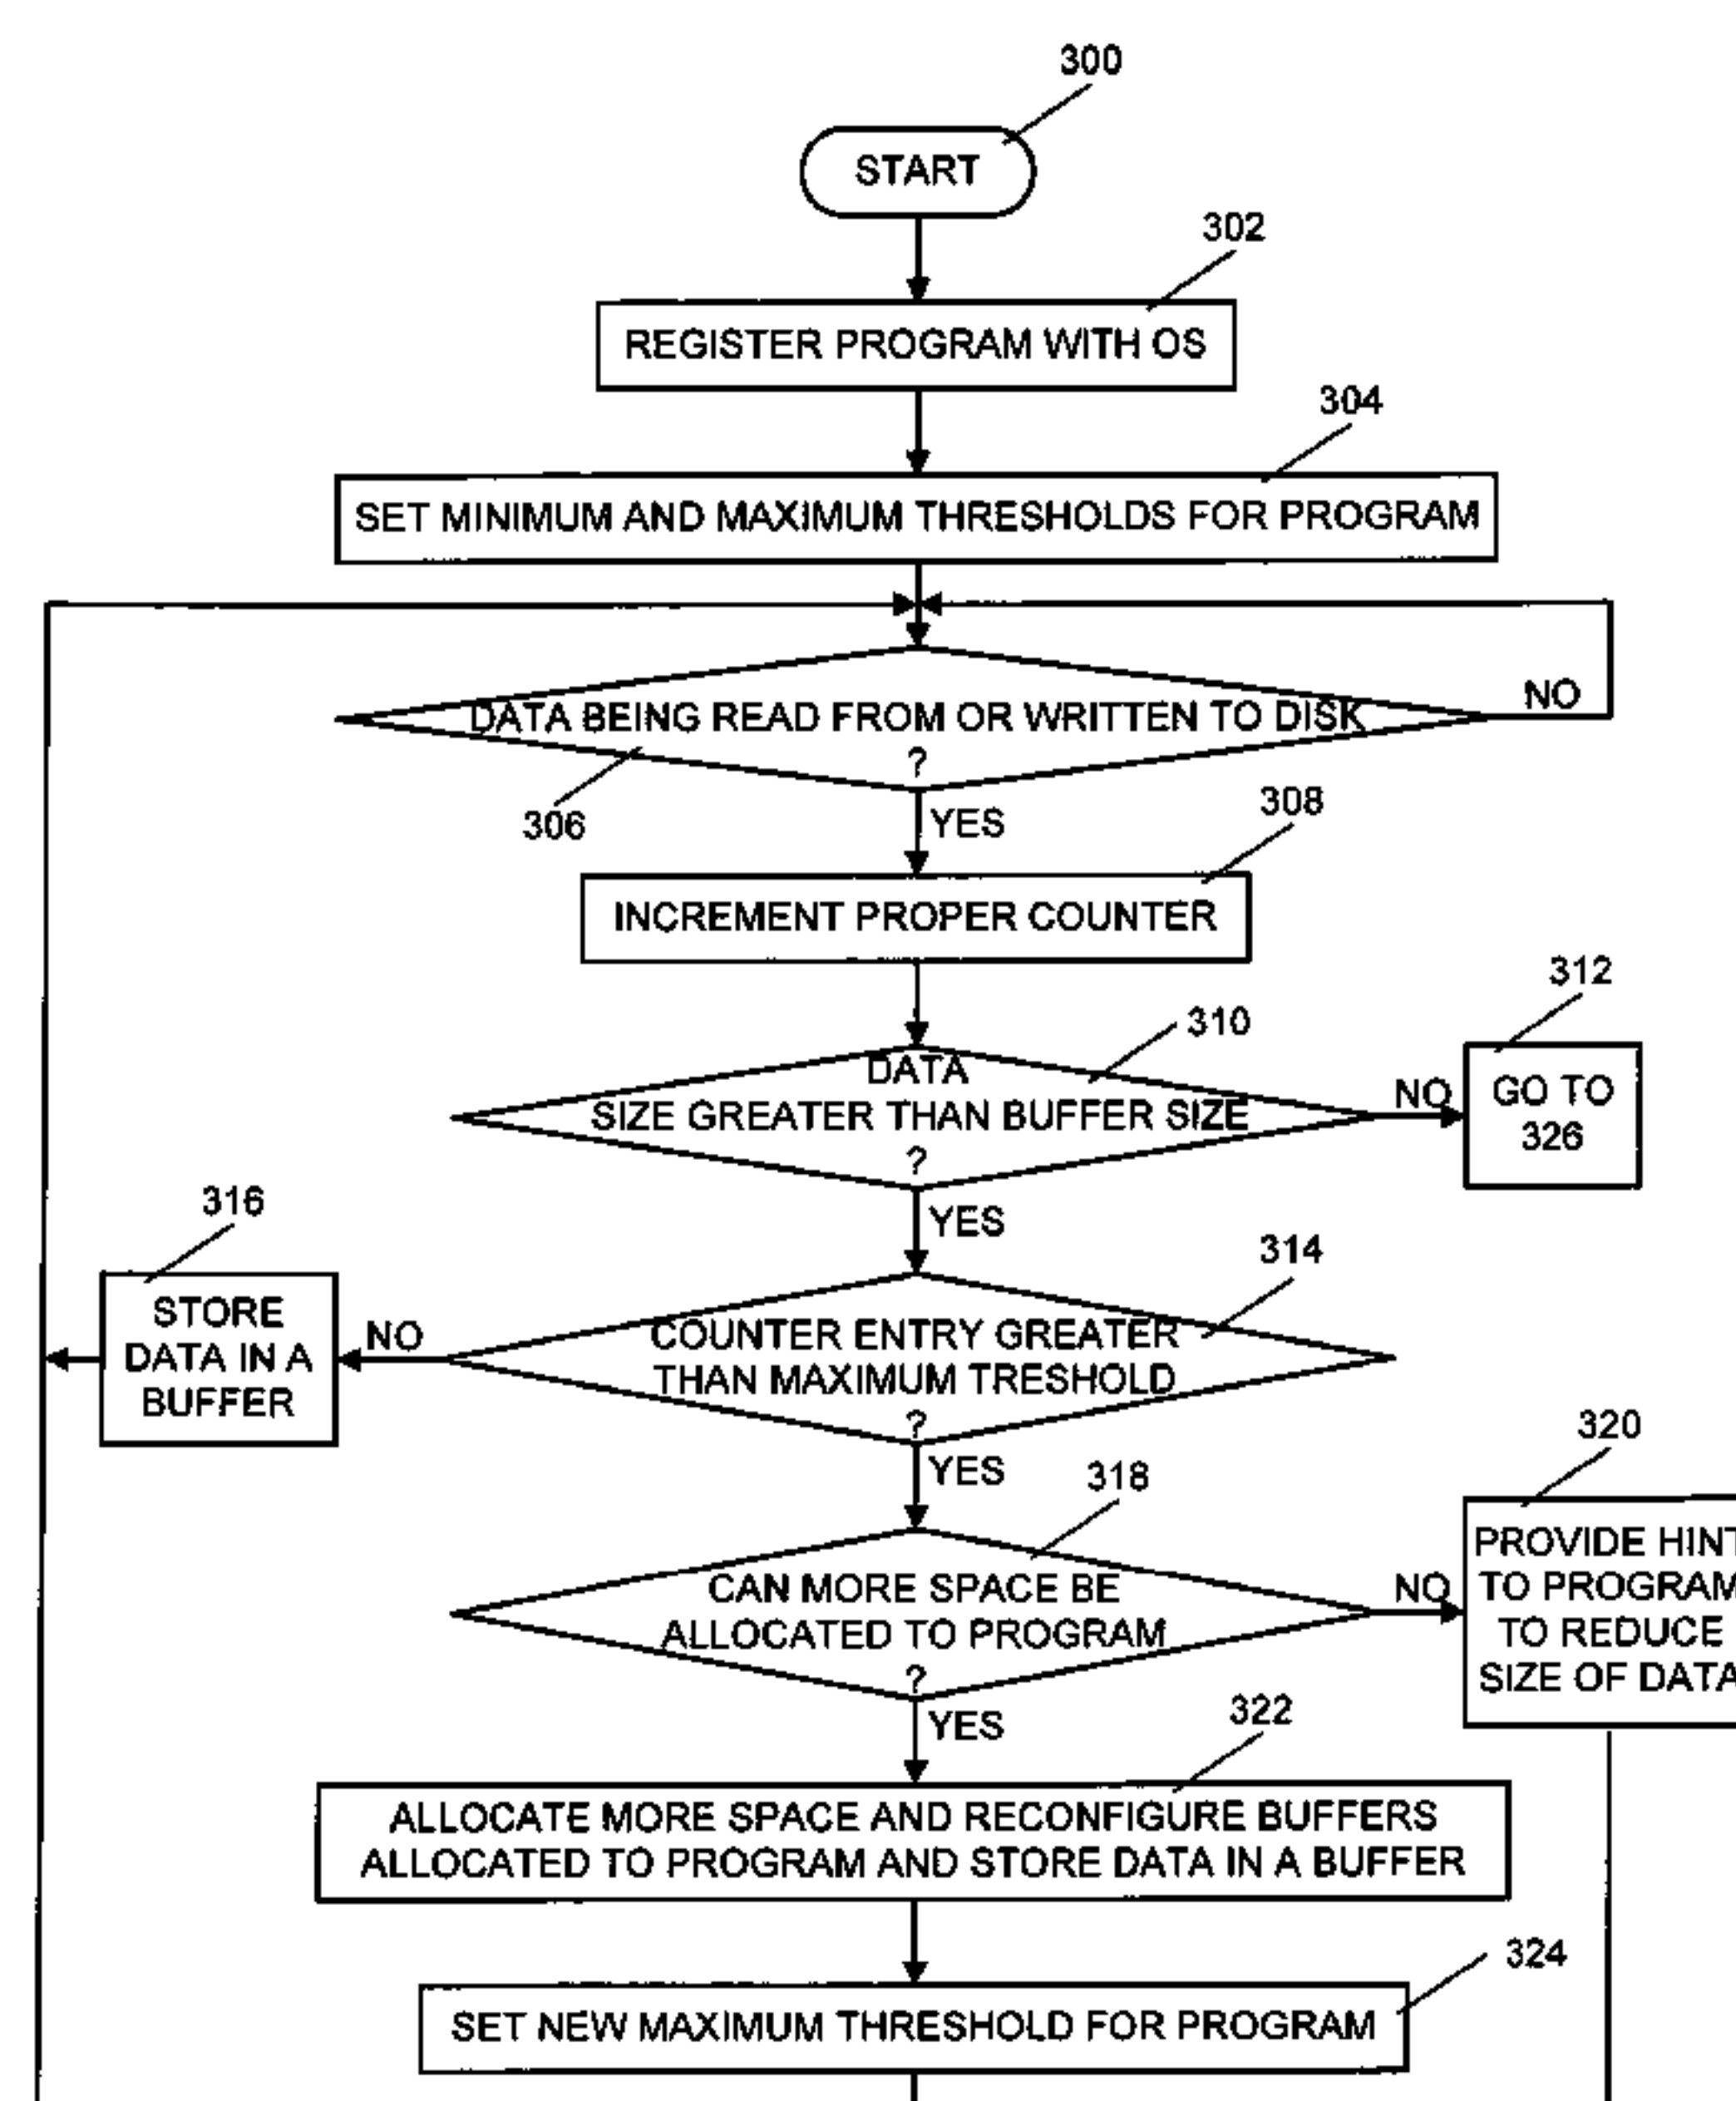 300
START
302
REGISTER PROGRAM WITH OS
304
SET MINIMUM AND MAXIMUM THRESHOLDS FOR PROGRAM
DATA BEING READ FROM OR WRITTEN TO DISK
?
NO
306
YES
308
INCREMENT PROPER COUNTER
310
DATA
SIZE GREATER THAN BUFFER SIZE
?
NO
312
GO TO
326
YES
314
COUNTER ENTRY GREATER
THAN MAXIMUM TRESHOLD
?
NO
316
STORE
DATA IN A
BUFFER
YES
318
CAN MORE SPACE BE
ALLOCATED TO PROGRAM
?
NO
320
PROVIDE HINT
TO PROGRAM
TO REDUCE
SIZE OF DATA
YES
322
ALLOCATE MORE SPACE AND RECONFIGURE BUFFERS
ALLOCATED TO PROGRAM AND STORE DATA IN A BUFFER
324
SET NEW MAXIMUM THRESHOLD FOR PROGRAM